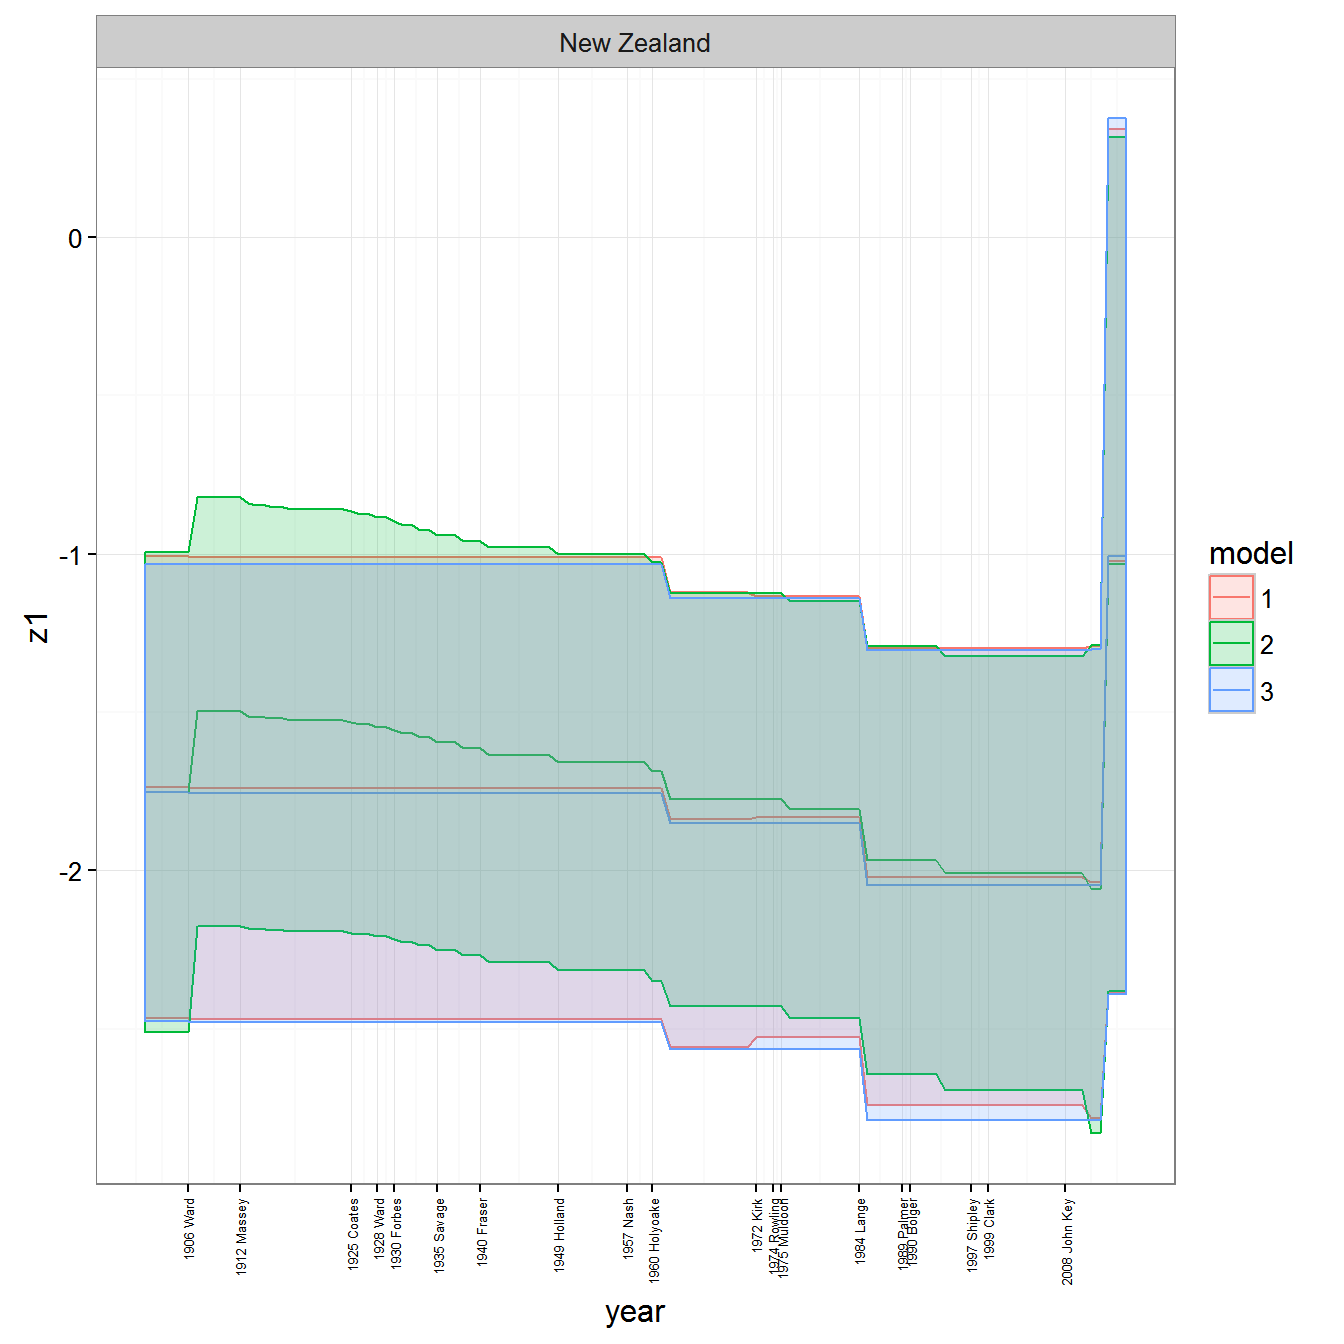 New Zealand
0
-1
-2
z1
model
1
2
3
1906 Ward
1912 Massey
1925 Coates
1928 Ward
1930 Forbes
1935 Savage
1940 Fraser
1949 Holland
1957 Nash
1960 Holyoake
1972 Kirk
1974 Rowling
1975 Muldoon
1984 Lange
1989 Palmer
1990 Bolger
1997 Shipley
1999 Clark
2008 John Key
year